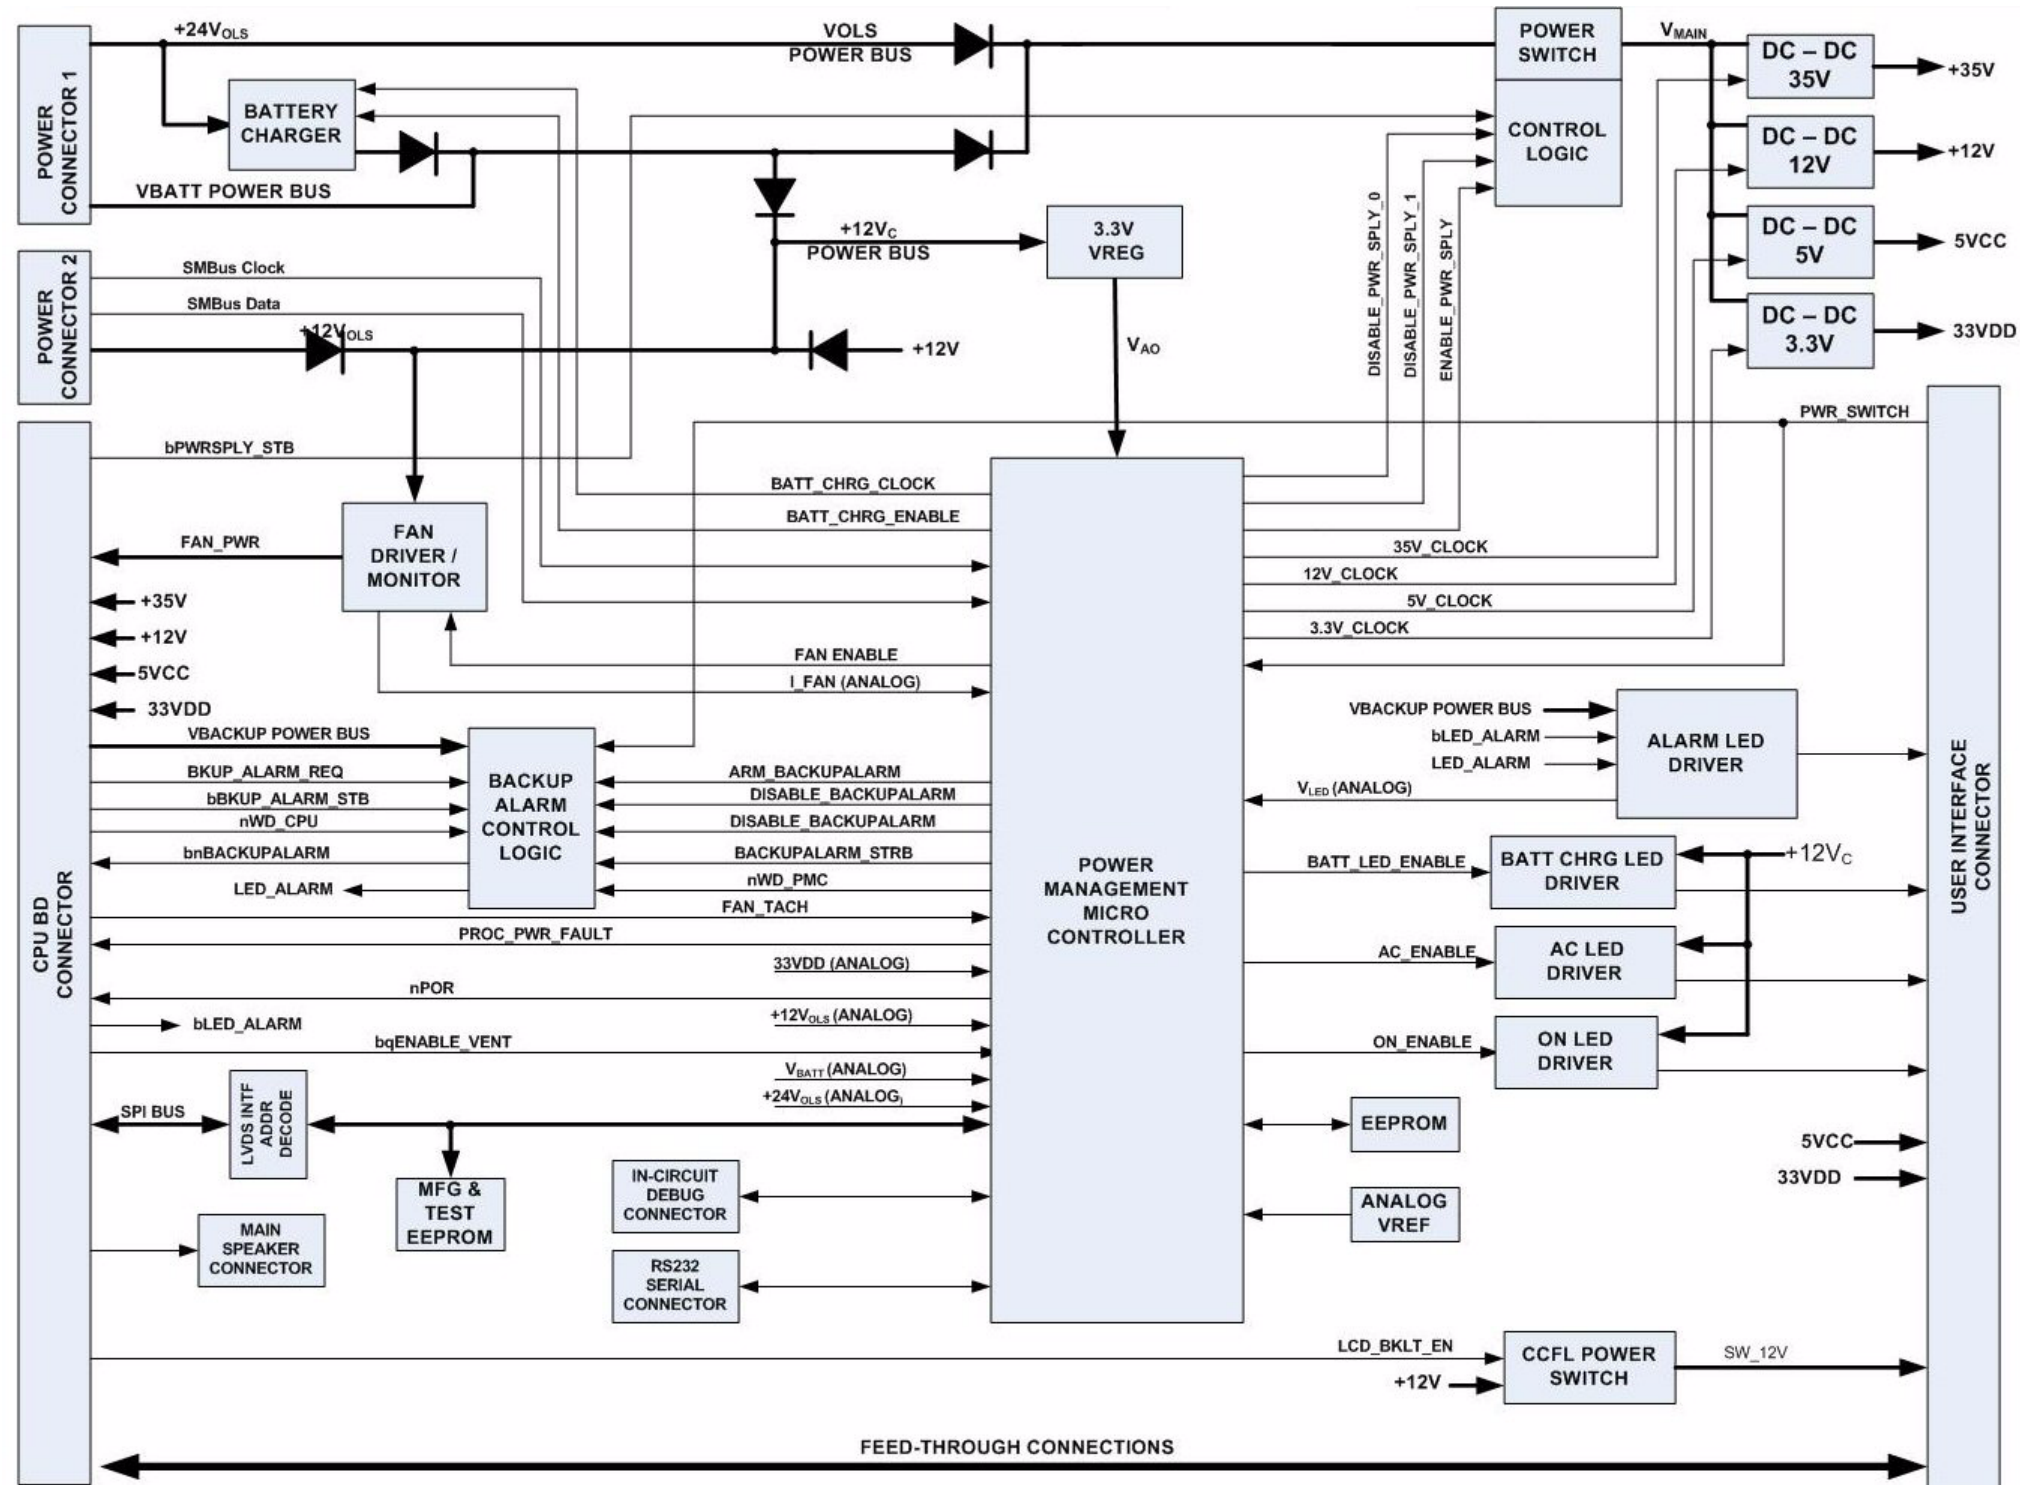 +24VOLS
VOLS
POWER BUS
POWER
SWITCH
VMAIN
DC – DC
35V
+35V
POWER
CONNECTOR 1
BATTERY
CHARGER
CONTROL
LOGIC
DC – DC
12V
+12V
VBATT POWER BUS
DISABLE_PWR_SPLY_0
DISABLE_PWR_SPLY_1
ENABLE_PWR_SPLY
+12VC
POWER BUS
3.3V
VREG
DC – DC
5V
5VCC
POWER
CONNECTOR 2
SMBus Clock
SMBus Data
+12VOLS
+12V
VAO
DC – DC
3.3V
33VDD
PWR_SWITCH
bPWRSPLY_STB
BATT_CHRG_CLOCK
BATT_CHRG_ENABLE
FAN
DRIVER /
MONITOR
FAN_PWR
35V_CLOCK
12V_CLOCK
5V_CLOCK
3.3V_CLOCK
+35V
+12V
5VCC
33VDD
FAN ENABLE
I_FAN (ANALOG)
VBACKUP POWER BUS
BKUP_ALARM_REQ
bBKUP_ALARM_STB
nWD_CPU
bnBACKUPALARM
LED_ALARM
BACKUP
ALARM
CONTROL
LOGIC
ARM_BACKUPALARM
DISABLE_BACKUPALARM
DISABLE_BACKUPALARM
BACKUPALARM_STRB
nWD_PMC
FAN_TACH
PROC_PWR_FAULT
33VDD (ANALOG)
nPOR
+12VOLS (ANALOG)
bLED_ALARM
bqENABLE_VENT
VBATT (ANALOG)
+24VOLS (ANALOG)
CPU BD
CONNECTOR
POWER
MANAGEMENT
MICRO
CONTROLLER
VBACKUP POWER BUS
bLED_ALARM
LED_ALARM
VLED (ANALOG)
ALARM LED
DRIVER
BATT_LED_ENABLE
BATT CHRG LED
DRIVER
+12VC
AC_ENABLE
AC LED
DRIVER
ON_ENABLE
ON LED
DRIVER
USER INTERFACE
CONNECTOR
SPI BUS
LVDS INTF
ADDR
DECODE
MFG &
TEST
EEPROM
IN-CIRCUIT
DEBUG
CONNECTOR
EEPROM
5VCC
33VDD
MAIN
SPEAKER
CONNECTOR
RS232
SERIAL
CONNECTOR
ANALOG
VREF
LCD_BKLT_EN
+12V
CCFL POWER
SWITCH
SW_12V
FEED-THROUGH CONNECTIONS